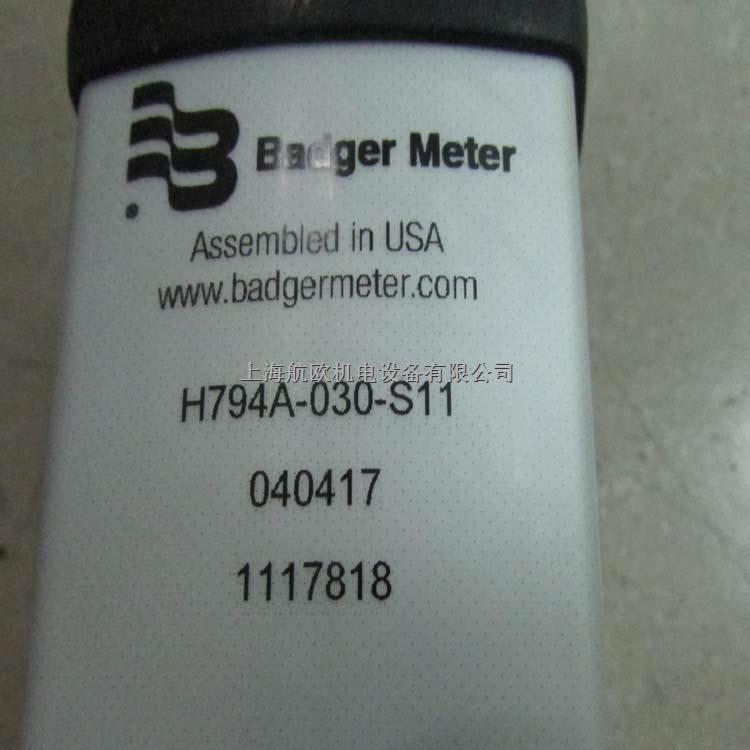 Badger Meter
Assembled in USA
www.badgermeter.com
上海航欧机电设备有限公司
H794A-030-S11
040417
1117818